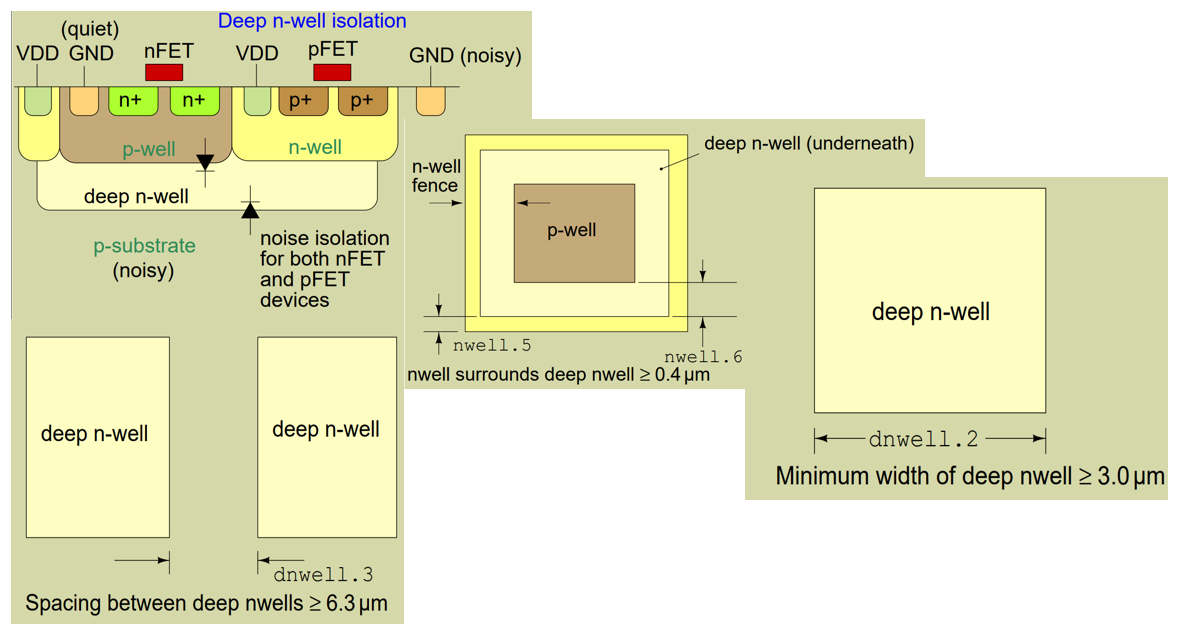 Deep n-well isolation
(quiet)
VDD GND nFET VDD pFET GND (noisy)
n+ n+ p+ p+
p-well n-well
deep n-well
p-substrate
(noisy)
noise isolation
for both nFET
and pFET
devices
deep n-well (underneath)
n-well
fence
p-well
nwell.5
nwell.6
nwell surrounds deep nwell ≥ 0.4 µm
deep n-well
dnwell.2
Minimum width of deep nwell ≥ 3.0 µm
deep n-well deep n-well
dnwell.3
Spacing between deep nwells ≥ 6.3 µm